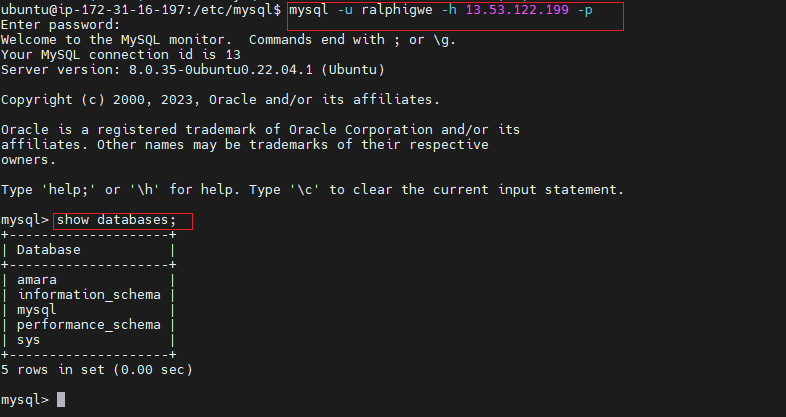 ubuntu@ip-172-31-16-197:/etc/mysql$ mysql -u ralphigwe -h 13.53.122.199 -p
Enter password:
Welcome to the MySQL monitor.  Commands end with ; or \g.
Your MySQL connection id is 13
Server version: 8.0.35-0ubuntu0.22.04.1 (Ubuntu)

Copyright (c) 2000, 2023, Oracle and/or its affiliates.

Oracle is a registered trademark of Oracle Corporation and/or its
affiliates. Other names may be trademarks of their respective
owners.

Type 'help;' or '\h' for help. Type '\c' to clear the current input statement.

mysql> show databases;
+--------------------+
| Database           |
+--------------------+
| amara              |
| information_schema |
| mysql              |
| performance_schema |
| sys                |
+--------------------+
5 rows in set (0.00 sec)

mysql>